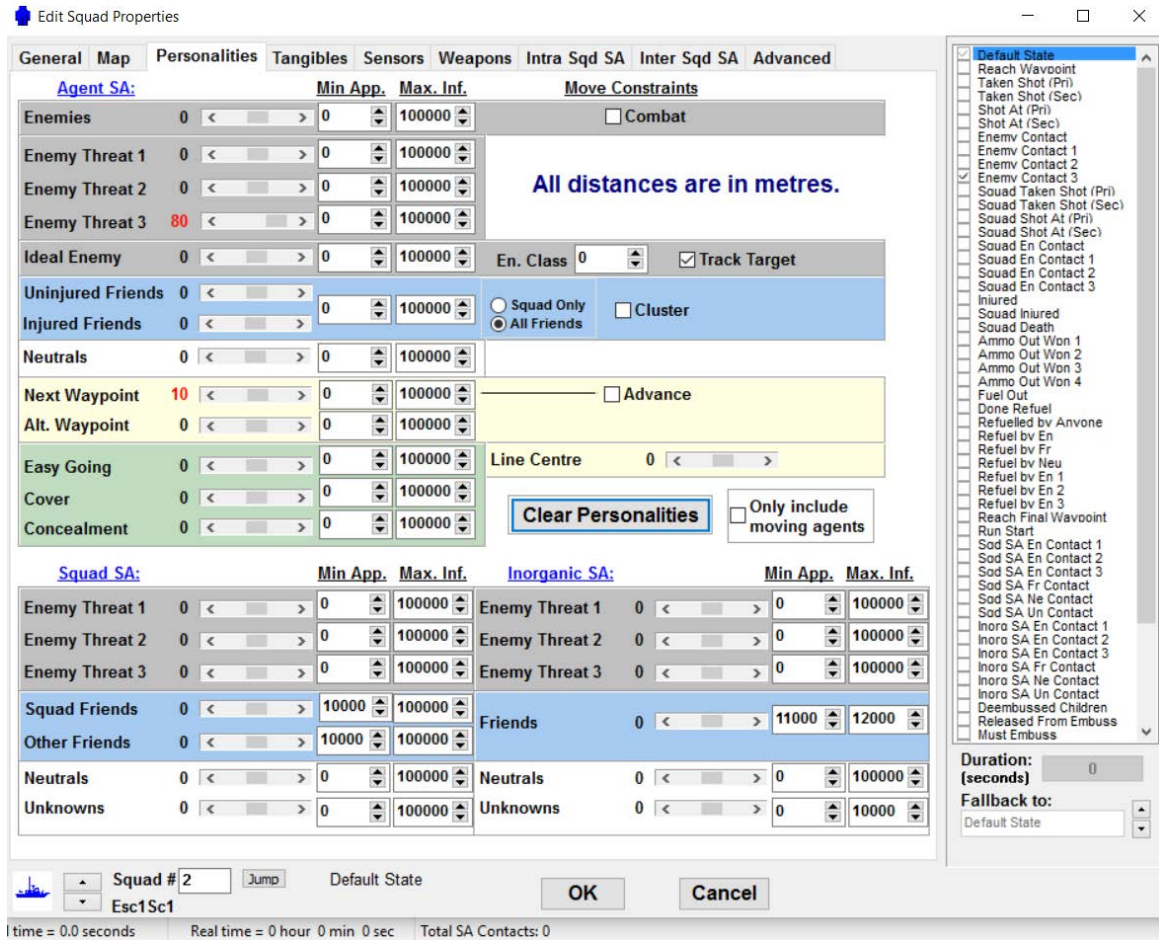 Edit Squad Properties
General Map Personalities Tangibles Sensors Weapons Intra Sqd SA Inter Sqd SA Advanced
Agent SA: Min App. Max. Inf. Move Constraints
Enemies 0 0 100000 Combat
Enemy Threat 1 0 0 100000
Enemy Threat 2 0 0 100000
All distances are in metres.
Enemy Threat 3 80 0 100000
Ideal Enemy 0 0 100000 En. Class 0 Track Target
Uninjured Friends 0
0 100000 Squad Only
All Friends
Cluster
Injured Friends 0
Neutrals 0 0 100000
Next Waypoint 10 0 100000 Advance
Alt. Waypoint 0 0 100000
Easy Going 0 0 100000 Line Centre 0
Cover 0 0 100000
Concealment 0 0 100000
Clear Personalities
Only include
moving agents
Squad SA: Min App. Max. Inf.
Enemy Threat 1 0 0 100000
Enemy Threat 2 0 0 100000
Enemy Threat 3 0 0 100000
Squad Friends 0 10000 100000
Other Friends 0 10000 100000
Neutrals 0 0 100000
Unknowns 0 0 100000
Inorganic SA: Min App. Max. Inf.
Enemy Threat 1 0 0 100000
Enemy Threat 2 0 0 100000
Enemy Threat 3 0 0 100000
Friends 0 11000 12000
Neutrals 0 0 100000
Unknowns 0 0 10000
Default State
Reach Waypoint
Taken Shot (Pri)
Taken Shot (Sec)
Shot At (Pri)
Shot At (Sec)
Enemy Contact
Enemy Contact 1
Enemy Contact 2
Enemy Contact 3
Squad Taken Shot (Pri)
Squad Taken Shot (Sec)
Squad Shot At (Pri)
Squad Shot At (Sec)
Squad En Contact
Squad En Contact 1
Squad En Contact 2
Squad En Contact 3
Injured
Squad Injured
Squad Death
Ammo Out Wpn 1
Ammo Out Wpn 2
Ammo Out Wpn 3
Ammo Out Wpn 4
Fuel Out
Done Refuel
Refuelled by Anyone
Refuel by En
Refuel by Fr
Refuel by Neu
Refuel by En 1
Refuel by En 2
Refuel by En 3
Reach Final Waypoint
Run Start
Sqd SA En Contact 1
Sqd SA En Contact 2
Sqd SA En Contact 3
Sqd SA Fr Contact
Sqd SA Ne Contact
Sqd SA Un Contact
Inorg SA En Contact 1
Inorg SA En Contact 2
Inorg SA En Contact 3
Inorg SA Fr Contact
Inorg SA Ne Contact
Inorg SA Un Contact
Deembussed Children
Released From Embuss
Must Embuss
Duration:
(seconds) 0
Fallback to:
Default State
Squad # 2 Jump Default State OK Cancel
Esc1Sc1
time = 0.0 seconds Real time = 0 hour 0 min 0 sec Total SA Contacts: 0